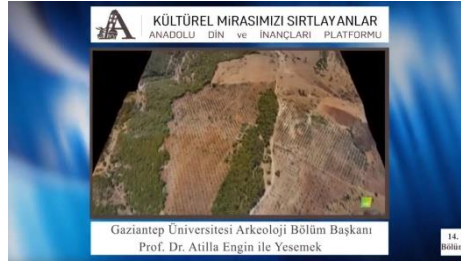 KÜLTÜREL MİRASIMIZI SIRTLAYANLAR
ANADOLU DİN ve İNANÇLARI PLATFORMU
Gaziantep Üniversitesi Arkeoloji Bölüm Başkanı
Prof. Dr. Atilla Engin ile Yesemek
14.
Bölüm